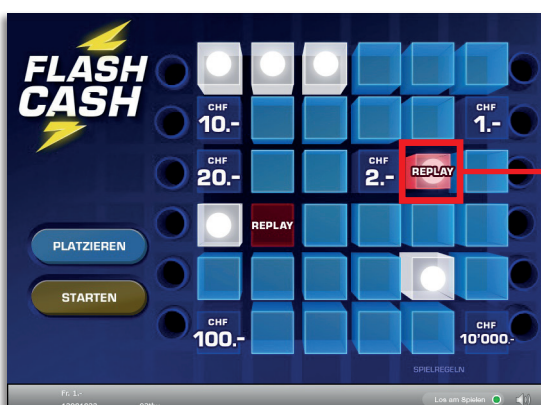 FLASH
CASH
CHF
10.-
CHF
1.-
CHF
20.-
CHF
2.-
REPLAY
REPLAY
PLATZIEREN
STARTEN
CHF
100.-
CHF
10'000.-
SPIELREGELN
Fr. 1.-
Los am Spielen